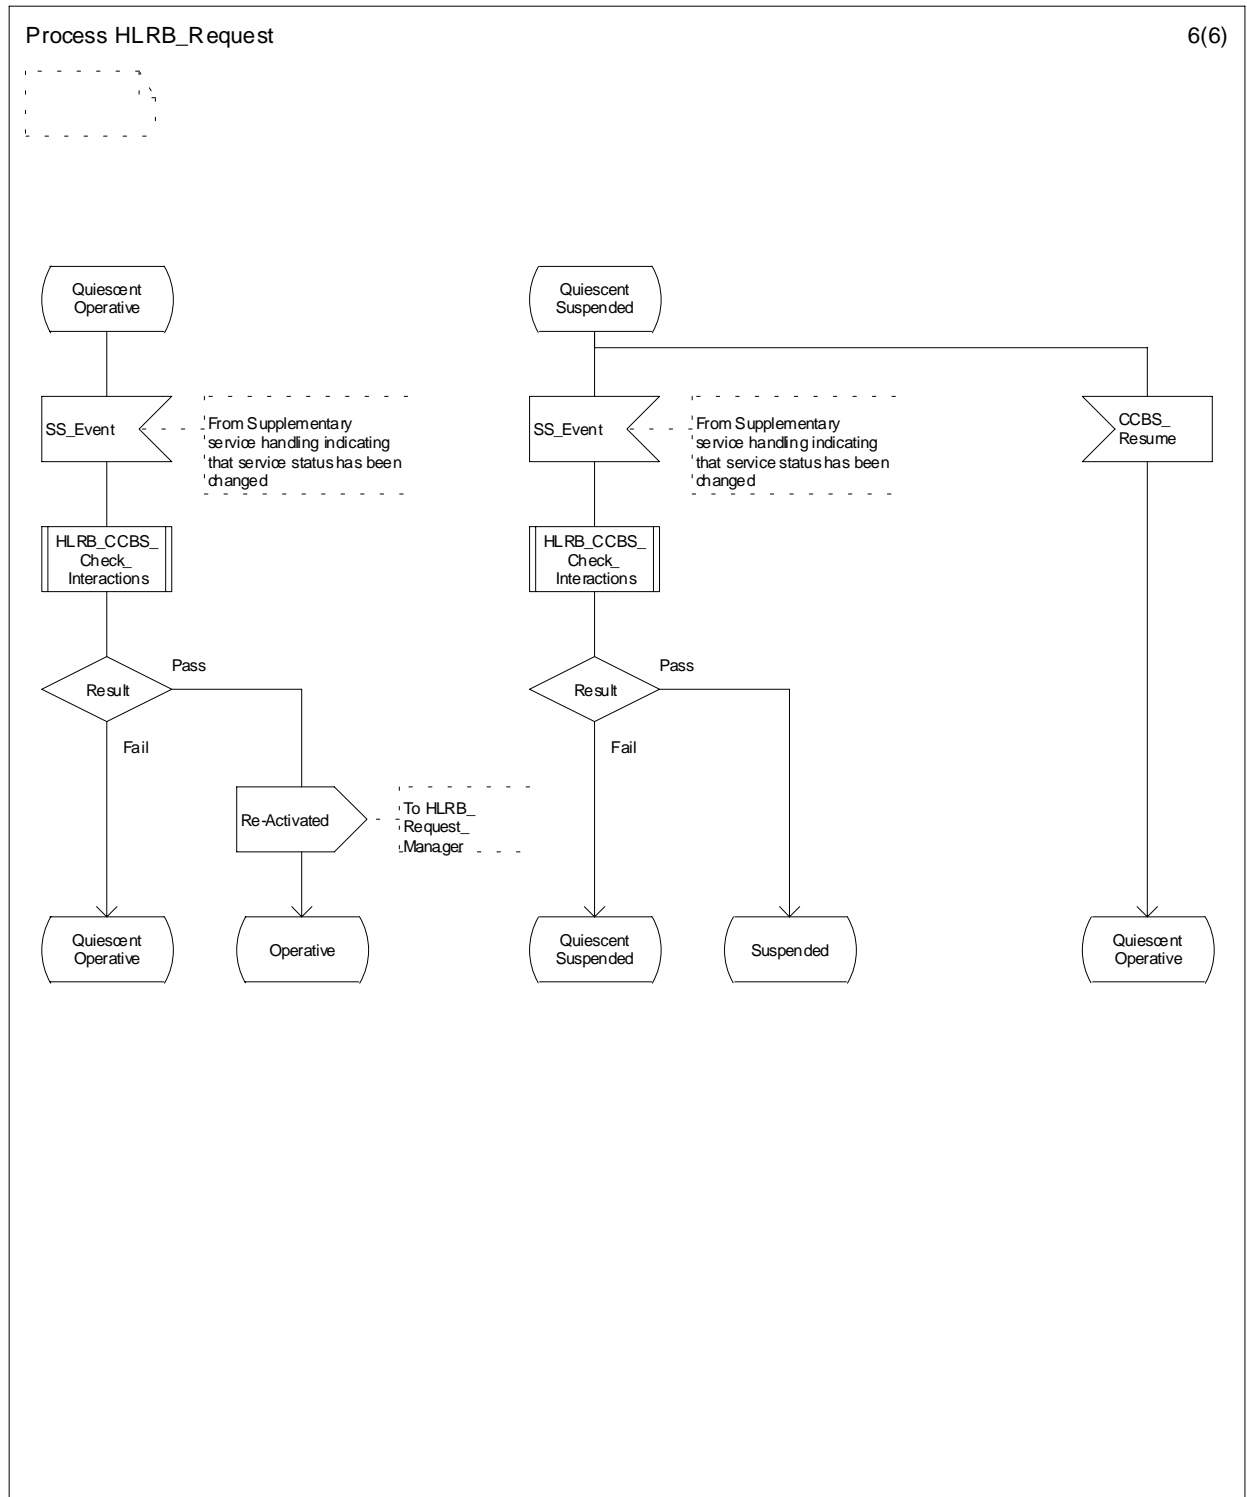 Process HLRB_Request
6(6)
Quiescent
Operative
SS_Event
From Supplementary
service handling indicating
that service status has been
changed
HLRB_CCBS_
Check_
Interactions
Result
Pass
Fail
Re-Activated
To HLRB_
Request_
Manager
Quiescent
Operative
Operative
Quiescent
Suspended
SS_Event
From Supplementary
service handling indicating
that service status has been
changed
HLRB_CCBS_
Check_
Interactions
Result
Pass
Fail
Quiescent
Suspended
Suspended
CCBS_
Resume
Quiescent
Operative